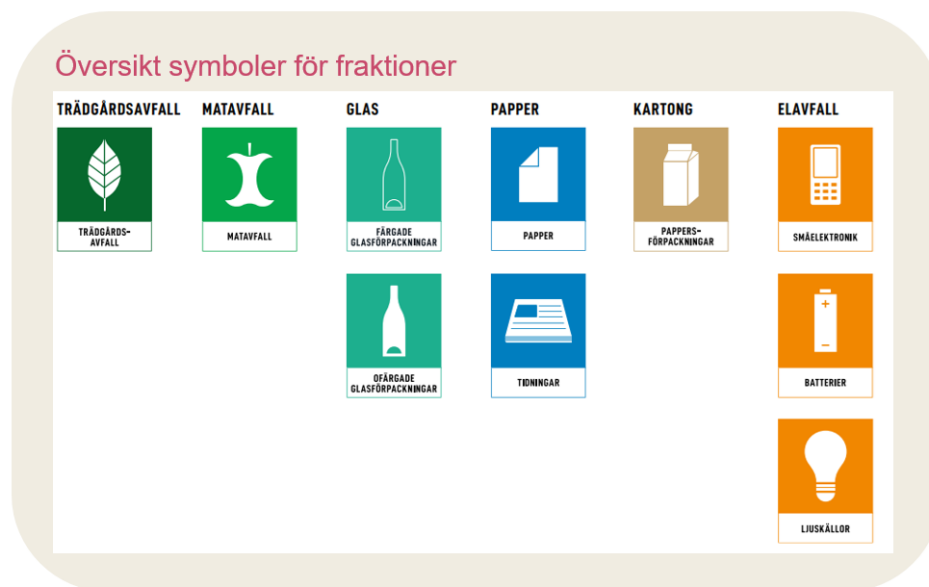 Översikt symboler för fraktioner
TRÄDGÅRDSAVFALL
MATAVFALL
GLAS
PAPPER
KARTONG
ELAVFALL
TRÄDGÅRDS-
AVFALL
MATAVFALL
FÄRGADE
GLASFÖRPACKNINGAR
PAPPER
PAPPERS-
FÖRPACKNINGAR
SMÅELEKTRONIK
OFÄRGADE
GLASFÖRPACKNINGAR
TIDNINGAR
+
−
BATTERIER
LJUSKÄLLOR